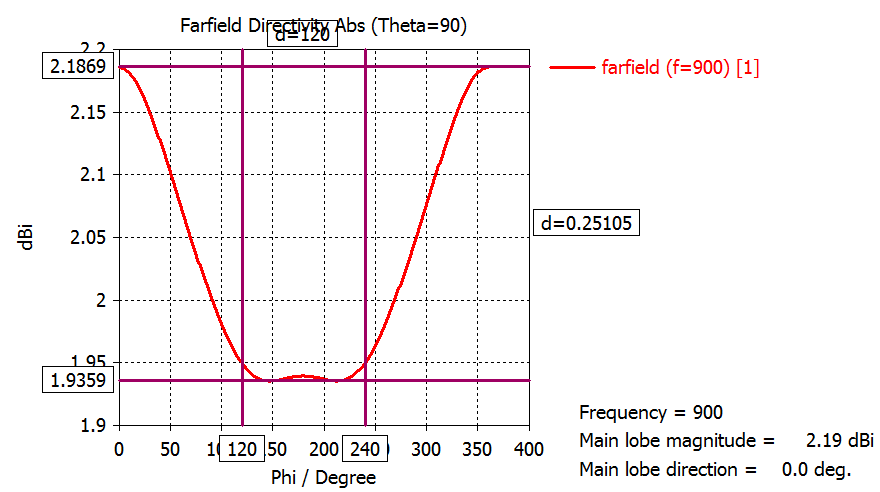 Farfield Directivity Abs (Theta=90)
d=120
2.2
2.1869
2.15
2.1
2.05
2
1.95
1.9359
1.9
dBi
farfield (f=900) [1]
d=0.25105
0 50 120 150 200 240 300 350 400
Phi / Degree
Frequency = 900
Main lobe magnitude = 2.19 dBi
Main lobe direction = 0.0 deg.